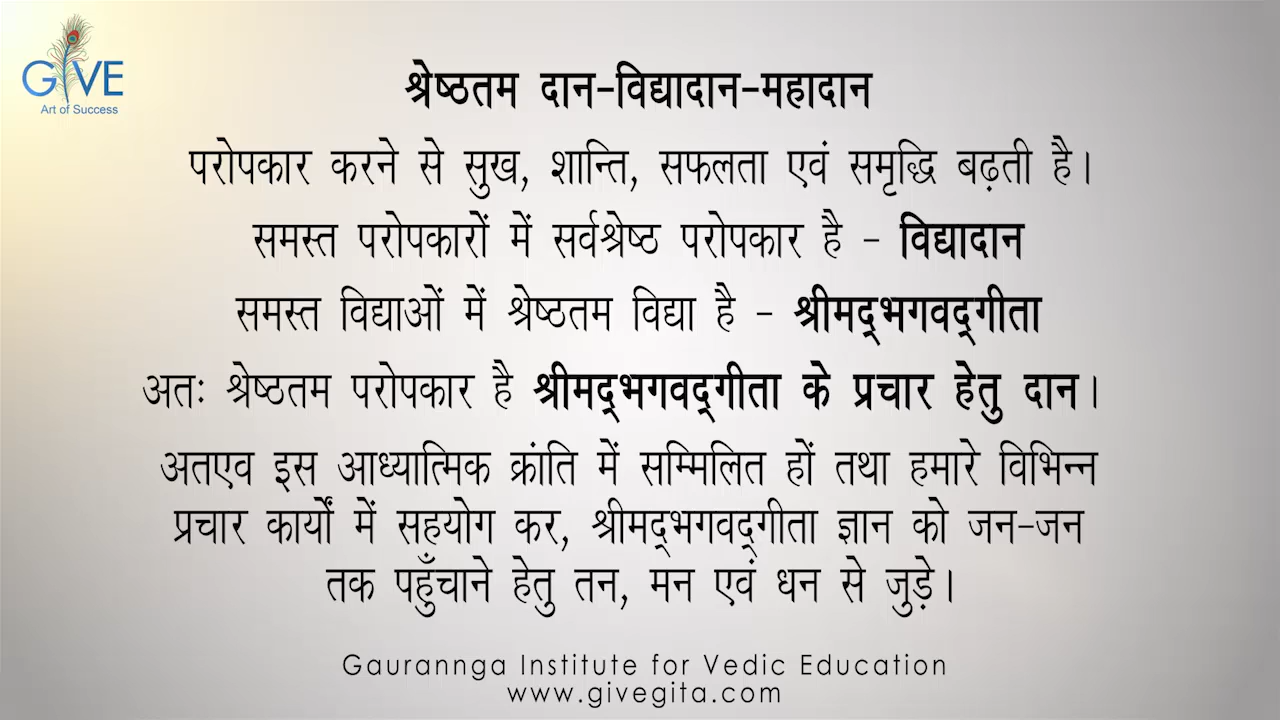 GIVE
Art of Success
श्रेष्ठतम दान-विद्यादान-महादान
परोपकार करने से सुख, शान्ति, सफलता एवं समृद्धि बढ़ती है।
समस्त परोपकारों में सर्वश्रेष्ठ परोपकार है - विद्यादान
समस्त विद्याओं में श्रेष्ठतम विद्या है - श्रीमद्‌भगवद्‌गीता
अतः श्रेष्ठतम परोपकार है श्रीमद्‌भगवद्‌गीता के प्रचार हेतु दान।
अतएव इस आध्यात्मिक क्रांति में सम्मिलित हों तथा हमारे विभिन्न
प्रचार कार्यों में सहयोग कर, श्रीमद्‌भगवद्‌गीता ज्ञान को जन-जन
तक पहुँचाने हेतु तन, मन एवं धन से जुड़े।
Gaurannga Institute for Vedic Education
www.givegita.com